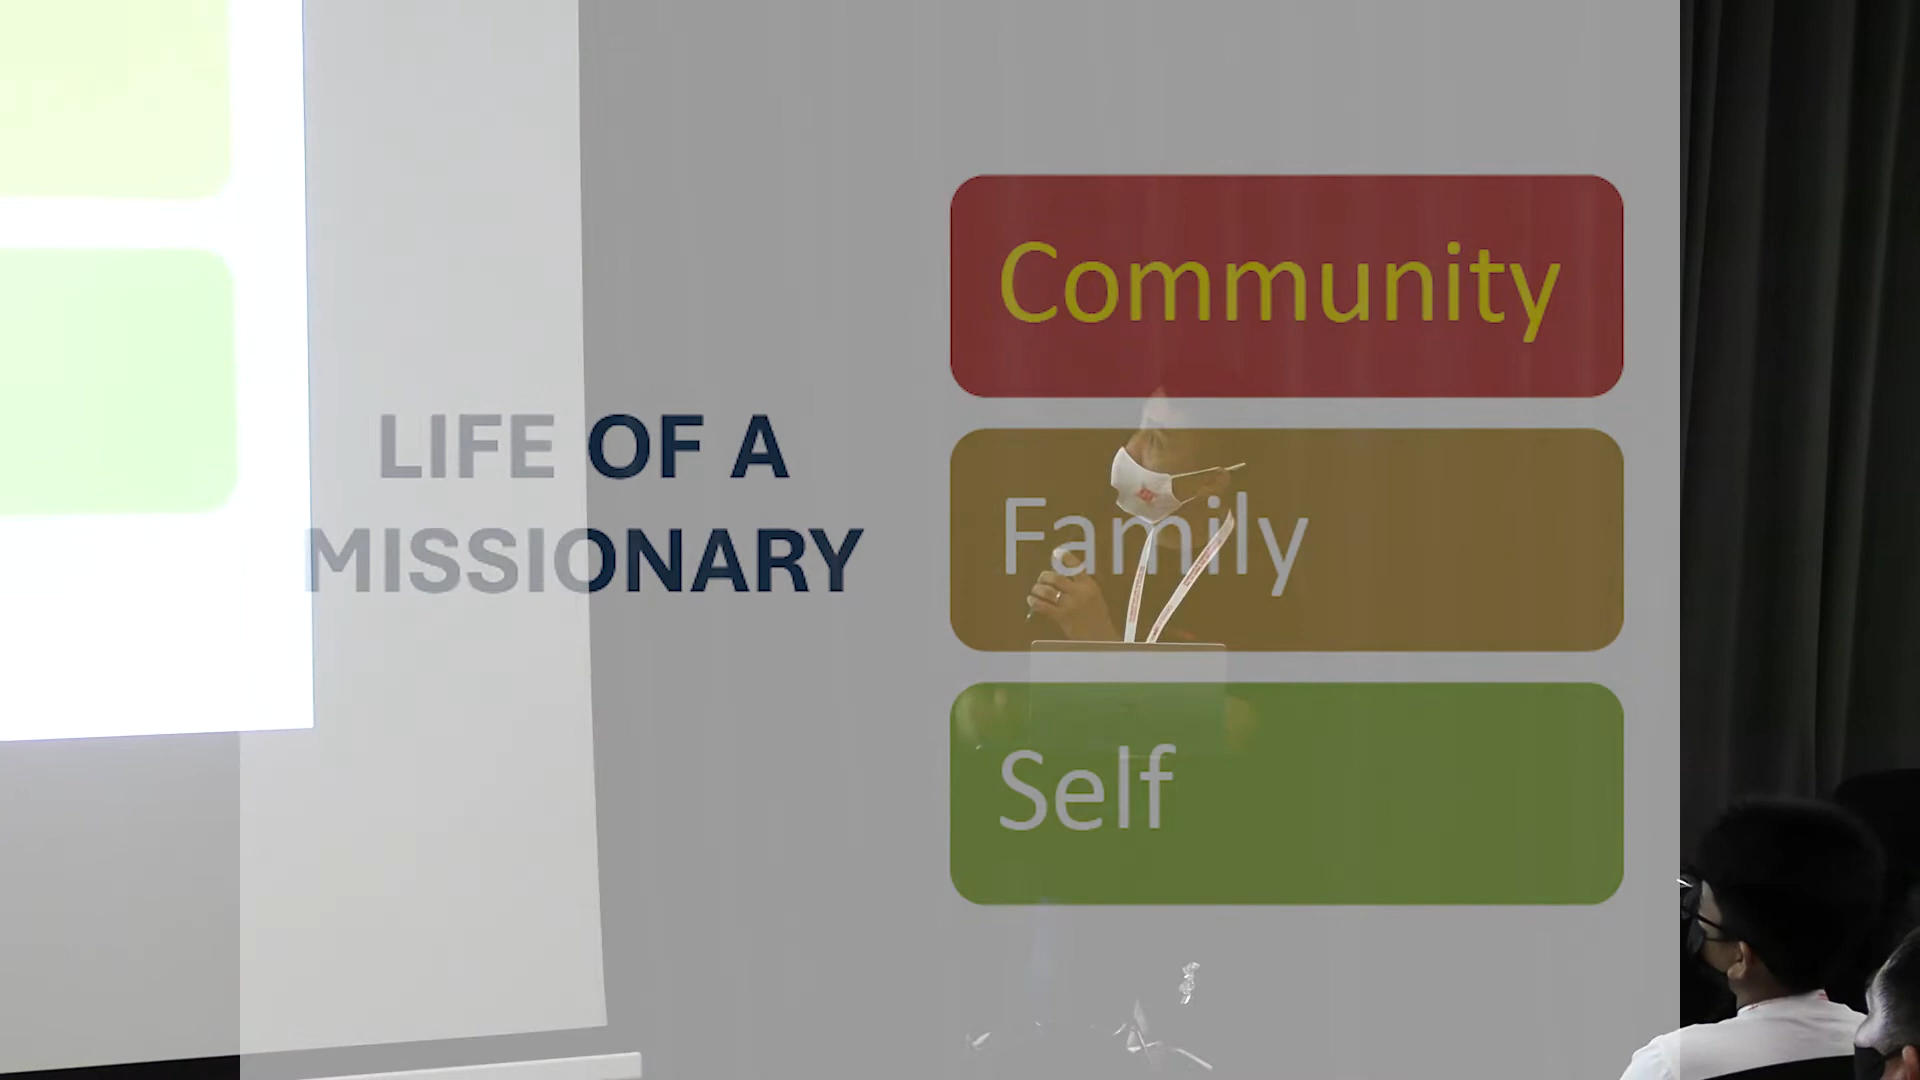 LIFE OF A
MISSIONARY
Community
Family
Self